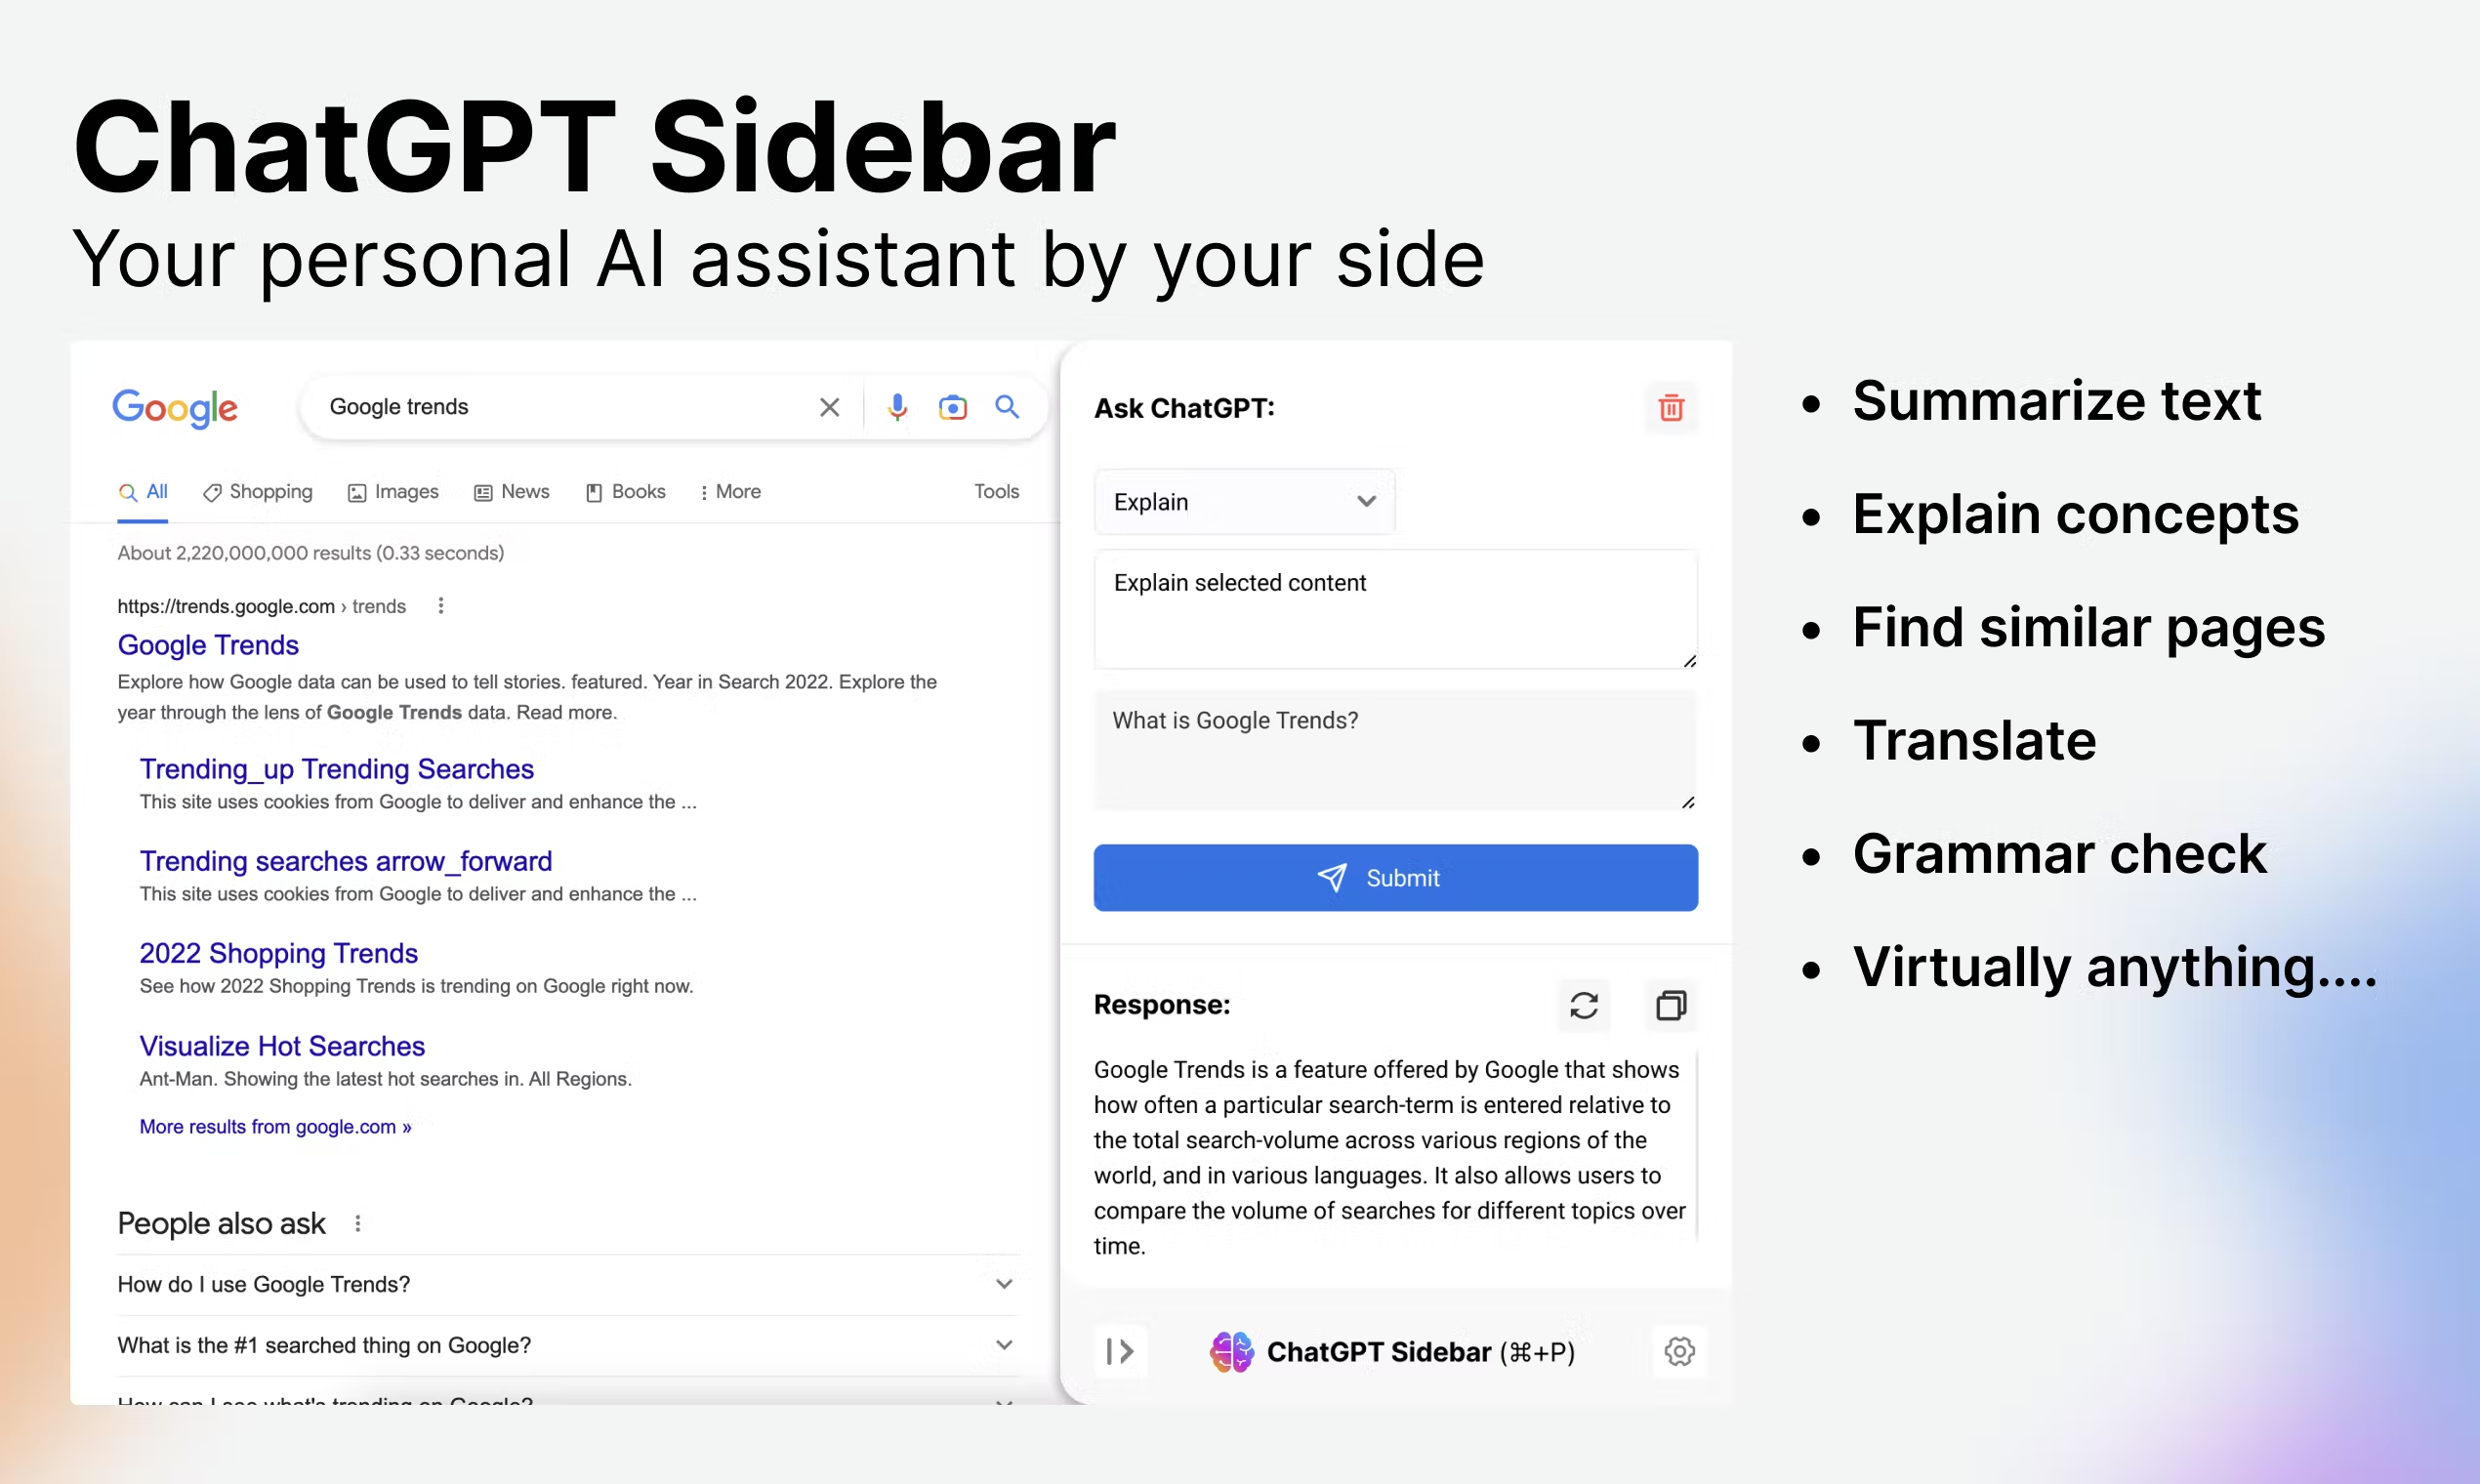 ChatGPT Sidebar
Your personal AI assistant by your side
Google
Google trends
All
Shopping
Images
News
Books
More
Tools
About 2,220,000,000 results (0.33 seconds)
https://trends.google.com › trends
Google Trends
Explore how Google data can be used to tell stories. featured. Year in Search 2022. Explore the
year through the lens of Google Trends data. Read more.
Trending_up Trending Searches
This site uses cookies from Google to deliver and enhance the ...
Trending searches arrow_forward
This site uses cookies from Google to deliver and enhance the ...
2022 Shopping Trends
See how 2022 Shopping Trends is trending on Google right now.
Visualize Hot Searches
Ant-Man. Showing the latest hot searches in. All Regions.
More results from google.com »
People also ask
How do I use Google Trends?
What is the #1 searched thing on Google?
How can I see what's trending on Google?
Ask ChatGPT:
Explain
Explain selected content
What is Google Trends?
Submit
Response:
Google Trends is a feature offered by Google that shows
how often a particular search-term is entered relative to
the total search-volume across various regions of the
world, and in various languages. It also allows users to
compare the volume of searches for different topics over
time.
ChatGPT Sidebar (⌘+P)
• Summarize text
• Explain concepts
• Find similar pages
• Translate
• Grammar check
• Virtually anything....